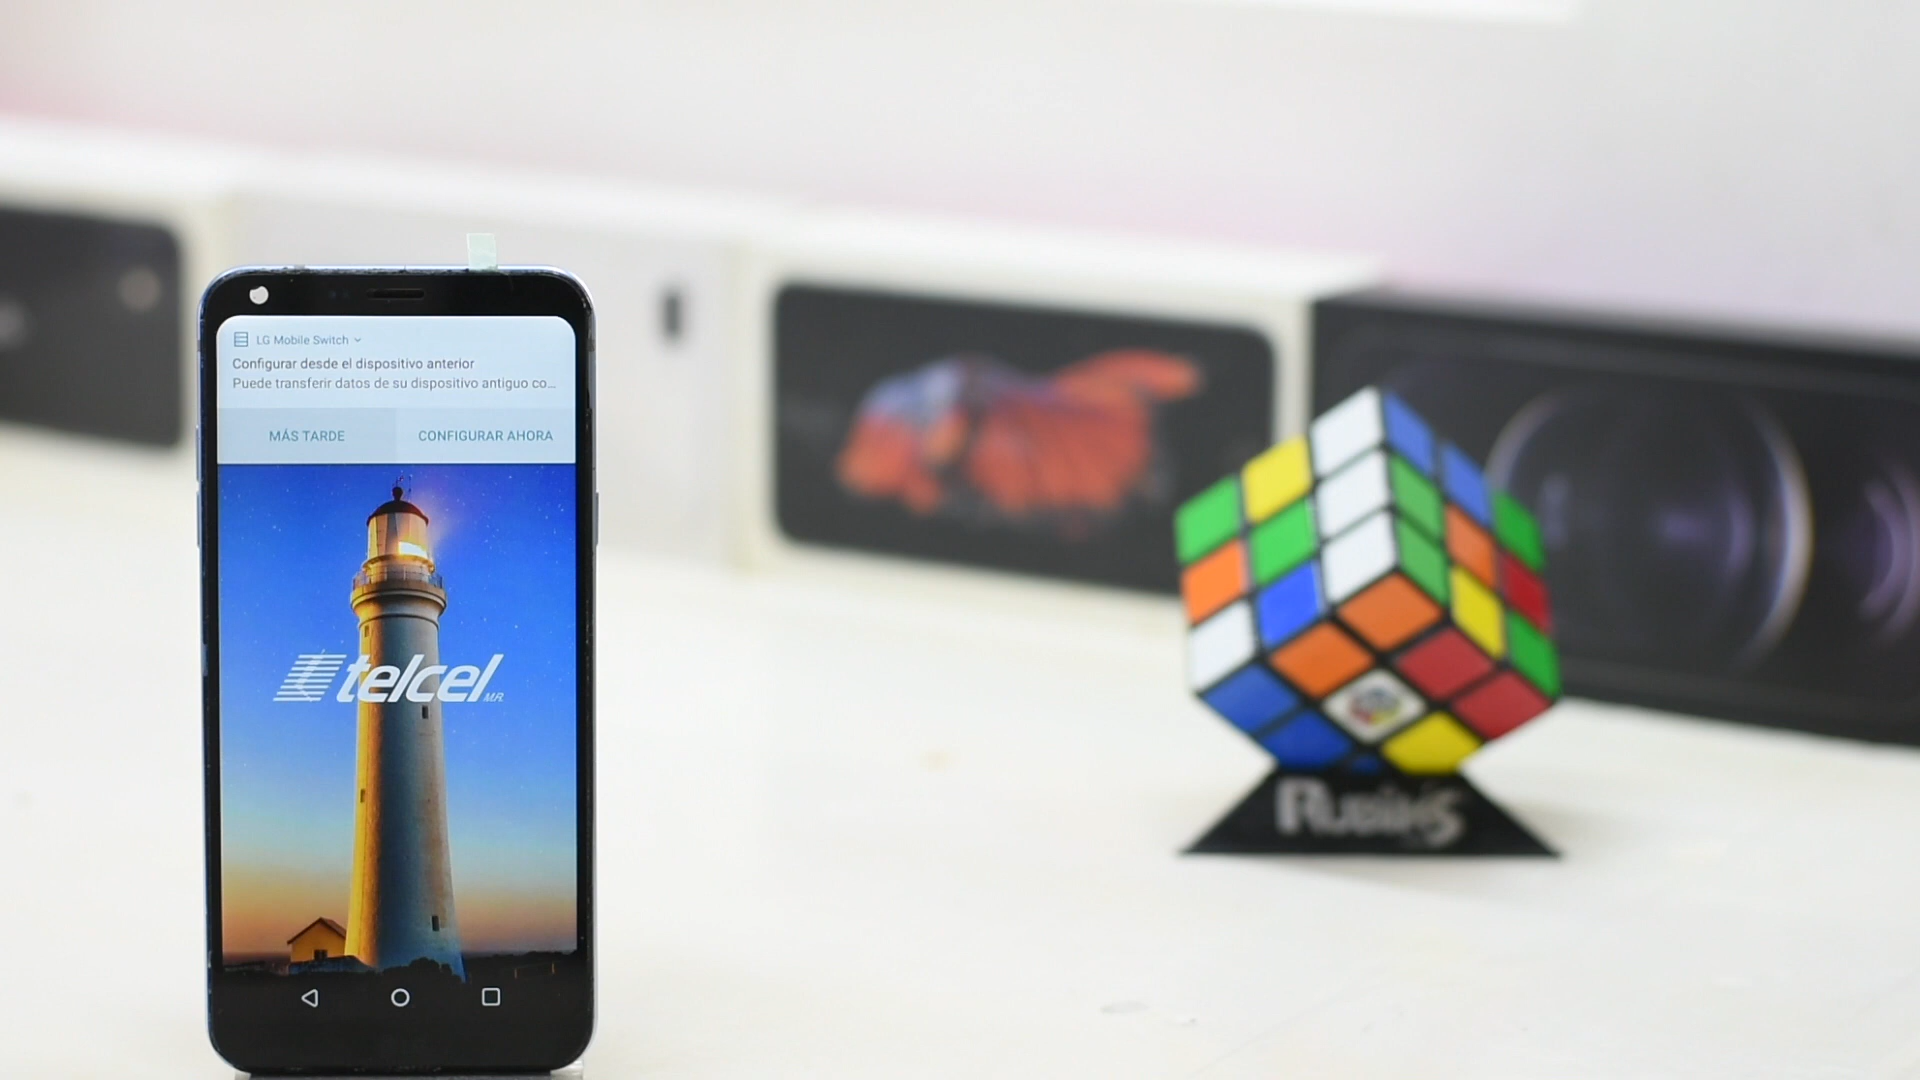 LG Mobile Switch
Configurar desde el dispositivo anterior
Puede transferir datos de su dispositivo antiguo co...
MÁS TARDE
CONFIGURAR AHORA
telcel M.R.
RUBIK'S